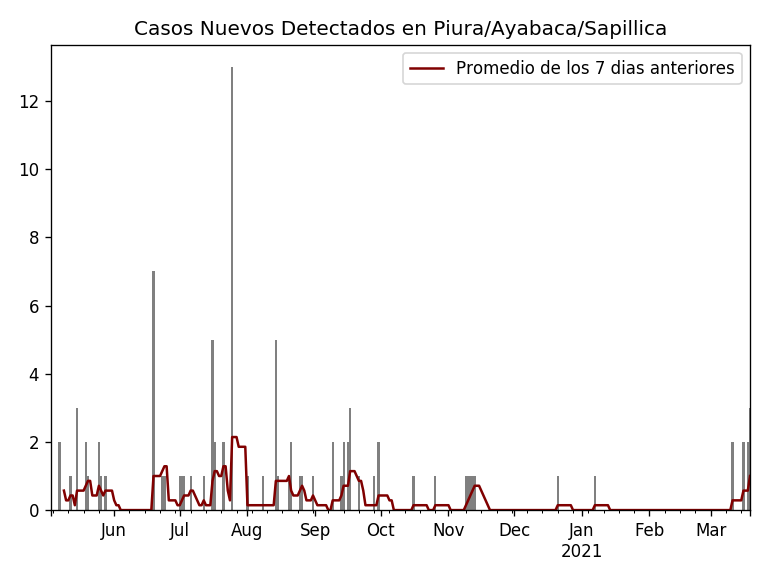 Casos Nuevos Detectados en Piura/Ayabaca/Sapillica
Promedio de los 7 dias anteriores
12
10
8
6
4
2
0
Jun Jul Aug Sep Oct Nov Dec Jan Feb Mar
2021